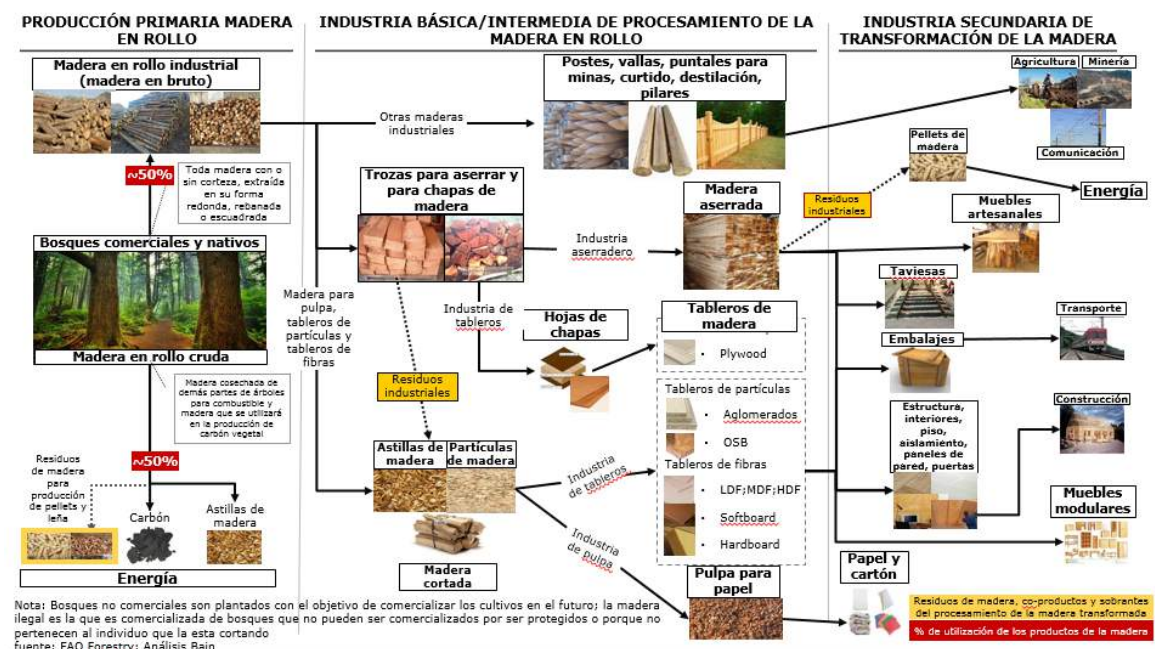 PRODUCCIÓN PRIMARIA MADERA
EN ROLLO
INDUSTRIA BÁSICA/INTERMEDIA DE PROCESAMIENTO DE LA
MADERA EN ROLLO
INDUSTRIA SECUNDARIA DE
TRANSFORMACIÓN DE LA MADERA
Madera en rollo industrial
(madera en bruto)
~50%
Toda madera con o
sin corteza, extraída
en su forma
redonda, rebanada
o escuadrada
Bosques comerciales y nativos
Madera en rollo cruda
Madera cosechada de
demás partes de árboles
para combustible y
madera que se utilizará
en la producción de
carbón vegetal
~50%
Residuos
de madera
para
producción
de pellets y
leña
Carbón
Astillas de
madera
Energía
Otras maderas
industriales
Postes, vallas, puntales para
minas, curtido, destilación,
pilares
Trozas para aserrar y
para chapas de
madera
Industria
aserradero
Madera
aserrada
Madera para
pulpa,
tableros de
partículas y
tableros de
fibras
Industria de
tableros
Hojas de
chapas
Residuos
industriales
Astillas de
madera
Partículas
de madera
Madera
cortada
Industria
de tableros
Industria
de pulpa
Tableros de
madera
• Plywood
Tableros de partículas
• Aglomerados
• OSB
Tableros de fibras
• LDF;MDF;HDF
• Softboard
• Hardboard
Pulpa para
papel
Agricultura
Minería
Comunicación
Pellets de
madera
Residuos
industriales
Energía
Muebles
artesanales
Taviesas
Transporte
Embalajes
Construcción
Estructura,
interiores,
piso,
aislamiento,
paneles de
pared, puertas
Muebles
modulares
Papel y
cartón
Residuos de madera, co-productos y sobrantes
del procesamiento de la madera transformada
% de utilización de los productos de la madera
Nota: Bosques no comerciales son plantados con el objetivo de comercializar los cultivos en el futuro; la madera
ilegal es la que es comercializada de bosques que no pueden ser comercializados por ser protegidos o porque no
pertenecen al individuo que la esta cortando
fuente: FAO Forestry; Análisis Bain